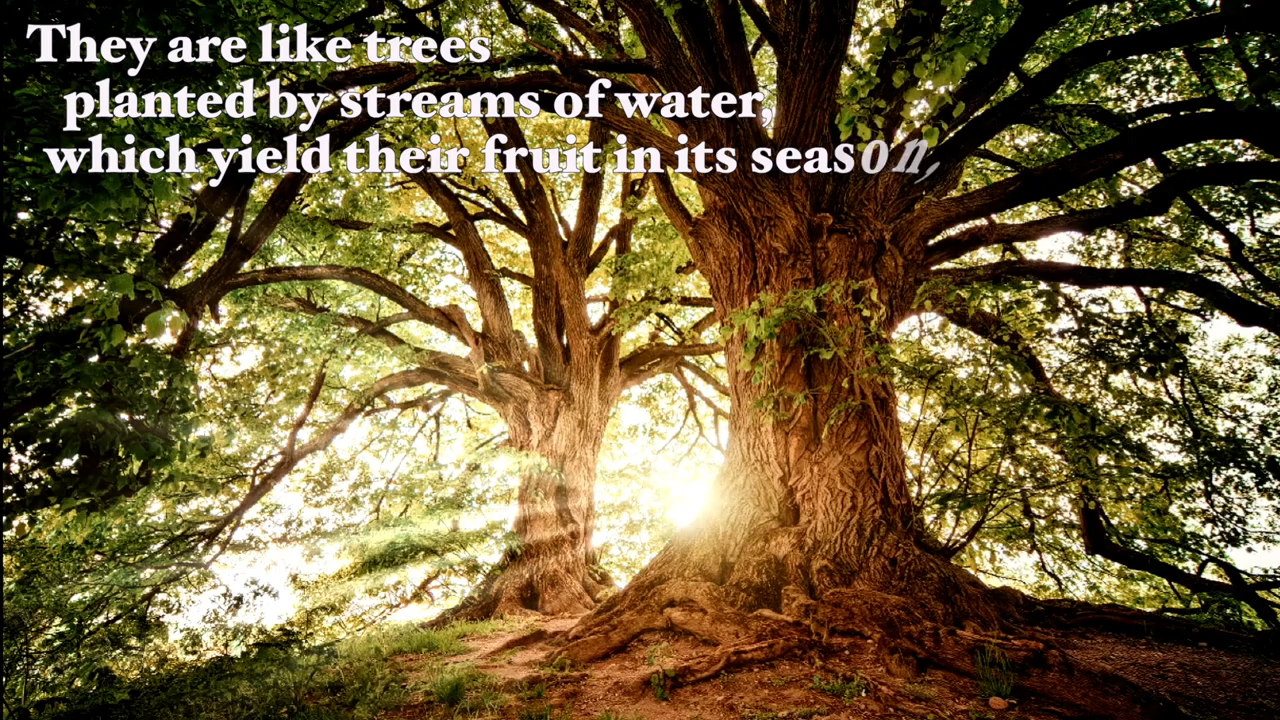 They are like trees
planted by streams of water,
which yield their fruit in its season,